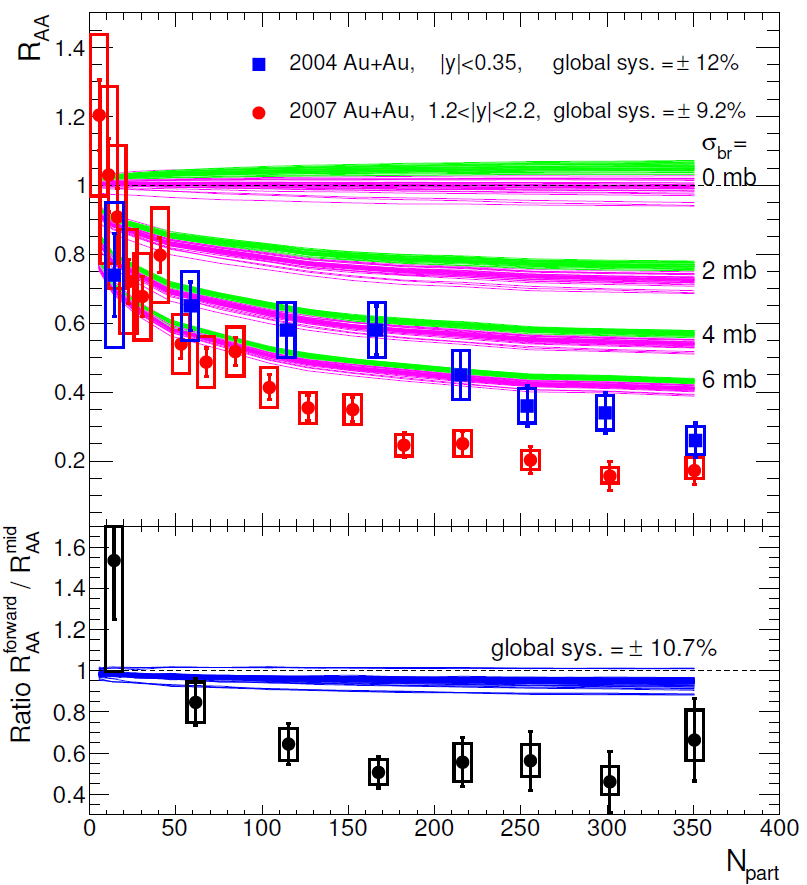 R_AA
1.4
1.2
1
0.8
0.6
0.4
0.2
2004 Au+Au, |y|<0.35, global sys. = ± 12%
2007 Au+Au, 1.2<|y|<2.2, global sys. = ± 9.2%
σ_br=
0 mb
2 mb
4 mb
6 mb
Ratio R_AA^forward / R_AA^mid
1.6
1.4
1.2
1
0.8
0.6
0.4
global sys. = ± 10.7%
0 50 100 150 200 250 300 350 400
N_part